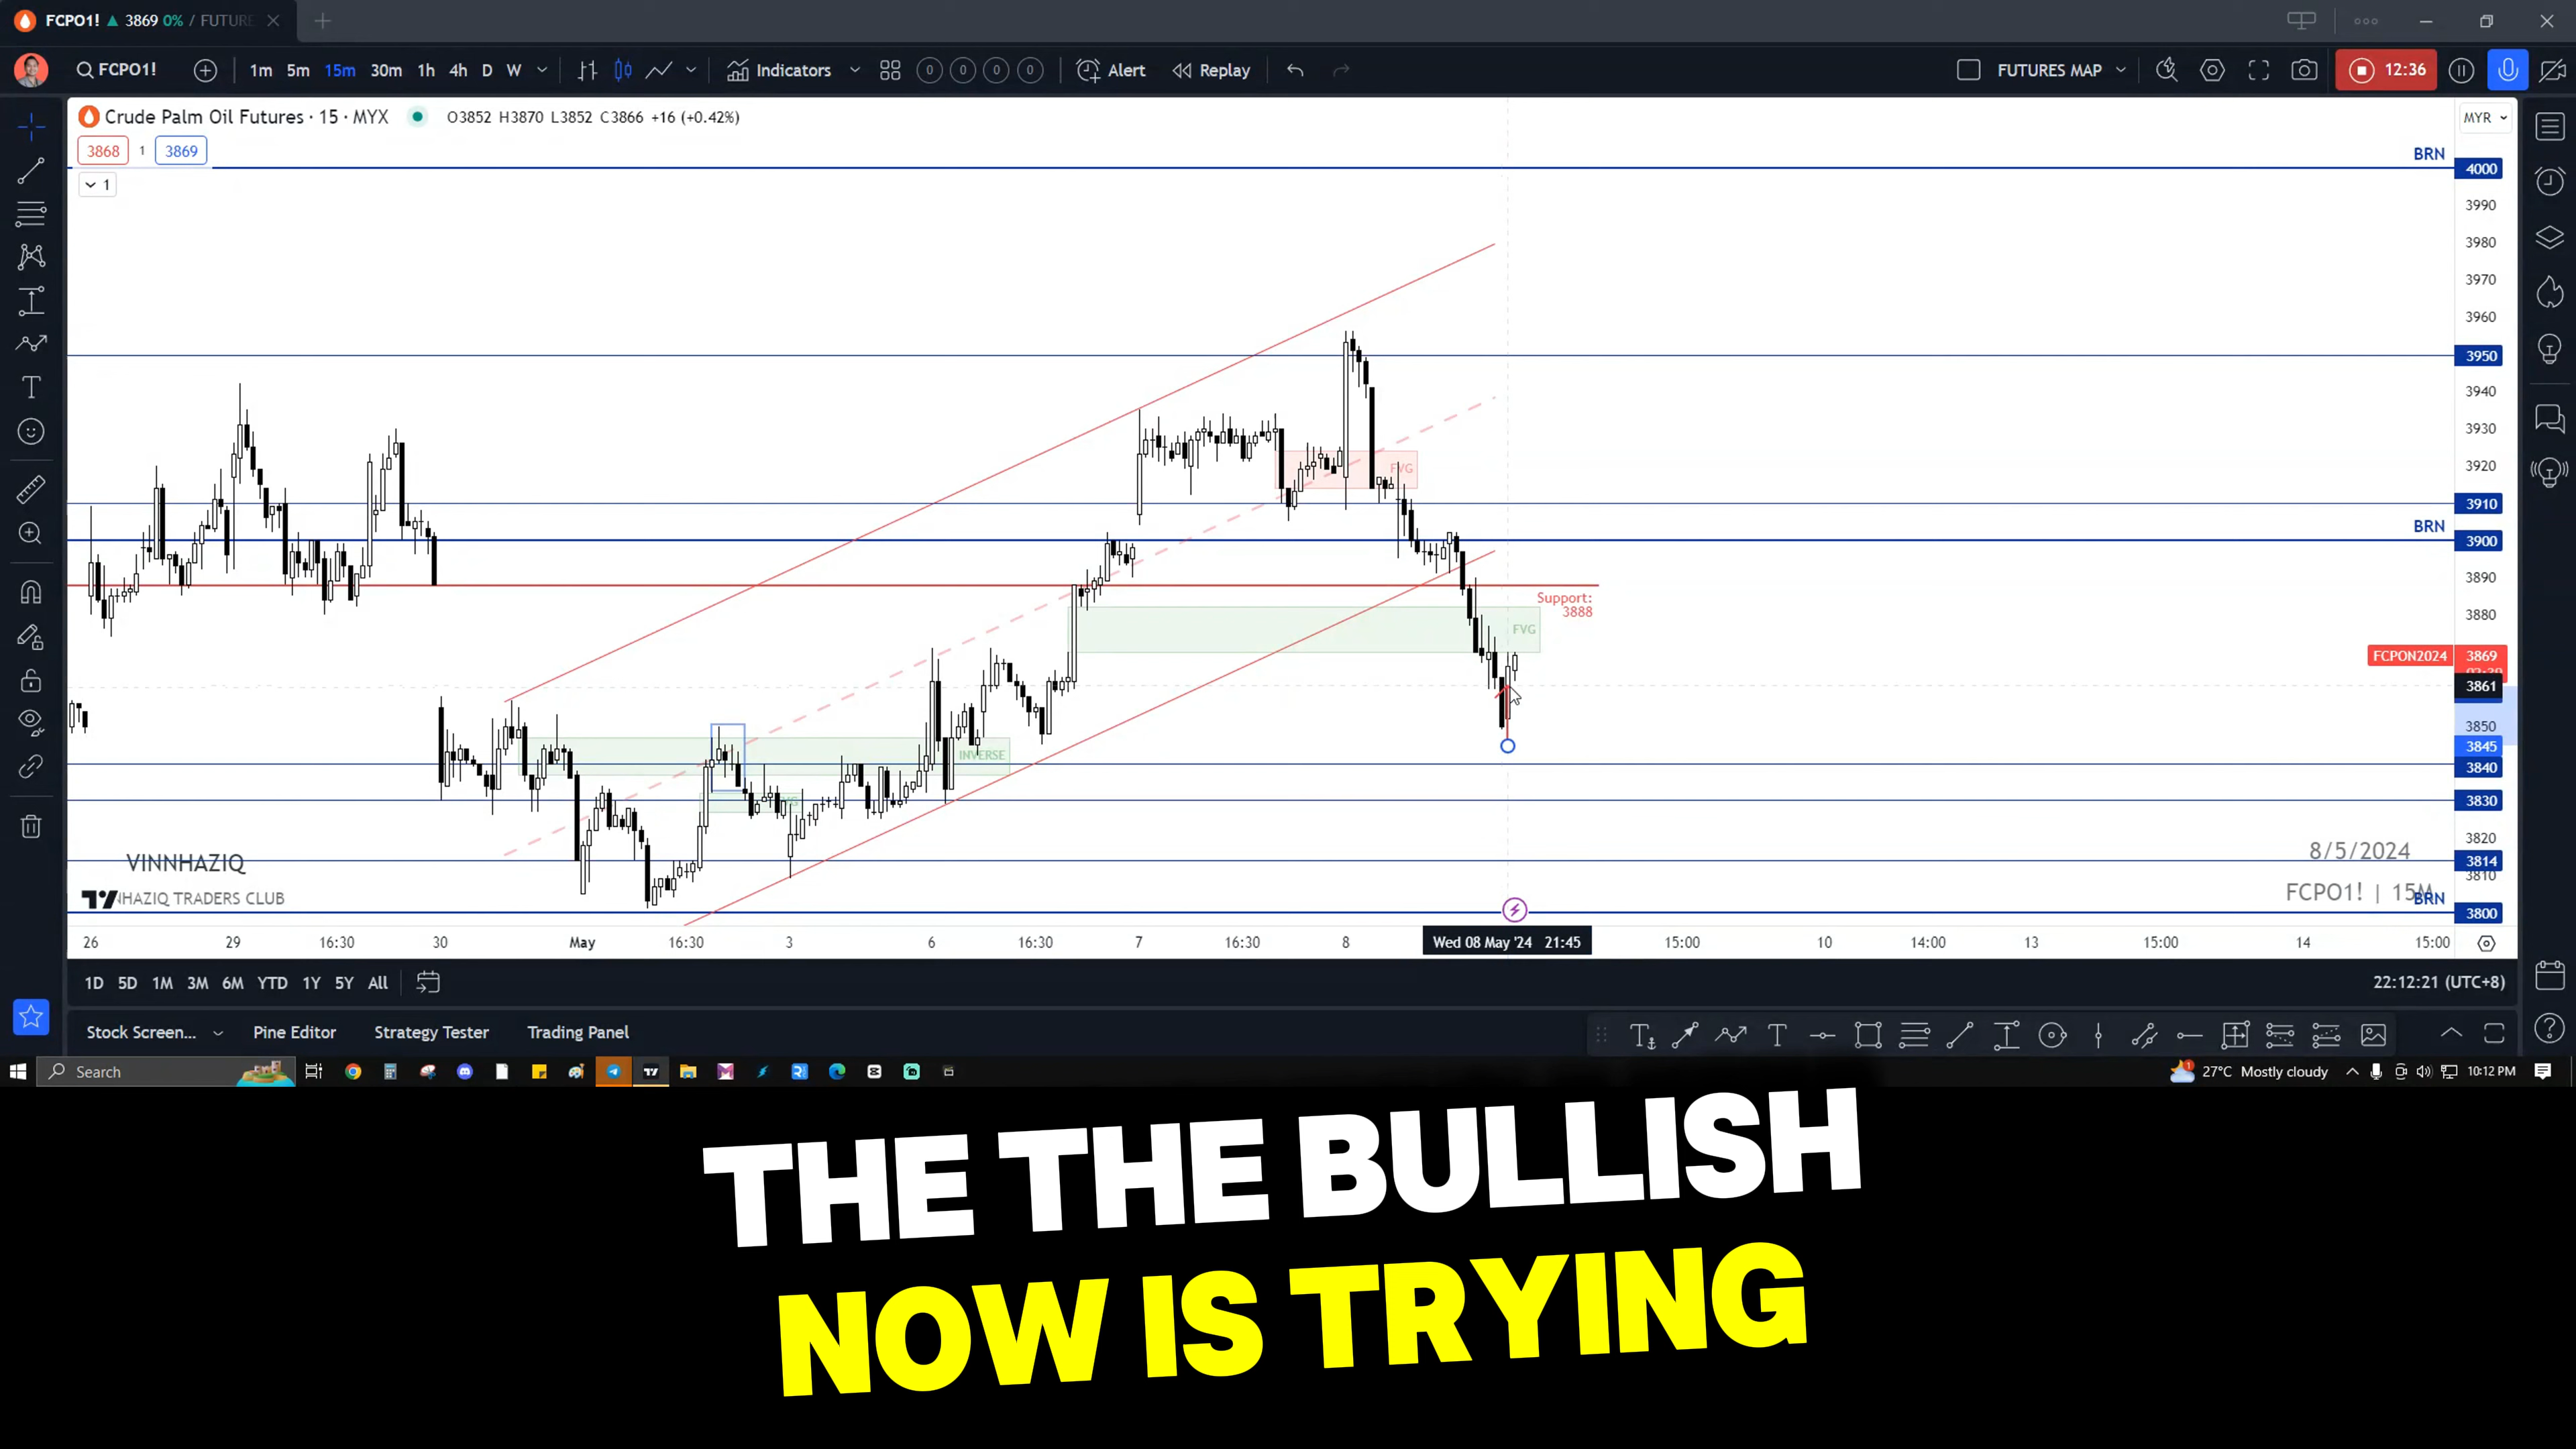 FCPO1! ▲ 3869 0% / FUTURE
FCPO1! 1m 5m 15m 30m 1h 4h D W Indicators Alert Replay FUTURES MAP 12:36
Crude Palm Oil Futures · 15 · MYX O3852 H3870 L3852 C3866 +16 (+0.42%) MYR
3868 1 3869
1
BRN
4000
3990
3980
3970
3960
3950
3940
3930
3920
3910
BRN
3900
3890
3880
FCPON2024 3869
3861
3850
3845
3840
3830
3820
3814
3810
BRN
3800
FVG
Support:
3888
FVG
INVERSE
VINNHAZIQ
HAZIQ TRADERS CLUB
8/5/2024
FCPO1! | 15M
26 29 16:30 30 May 16:30 3 6 16:30 7 16:30 8 Wed 08 May '24 21:45 15:00 10 14:00 13 15:00 14 15:00
1D 5D 1M 3M 6M YTD 1Y 5Y All 22:12:21 (UTC+8)
Stock Screen... Pine Editor Strategy Tester Trading Panel
Search 27°C Mostly cloudy 10:12 PM
THE THE BULLISH
NOW IS TRYING